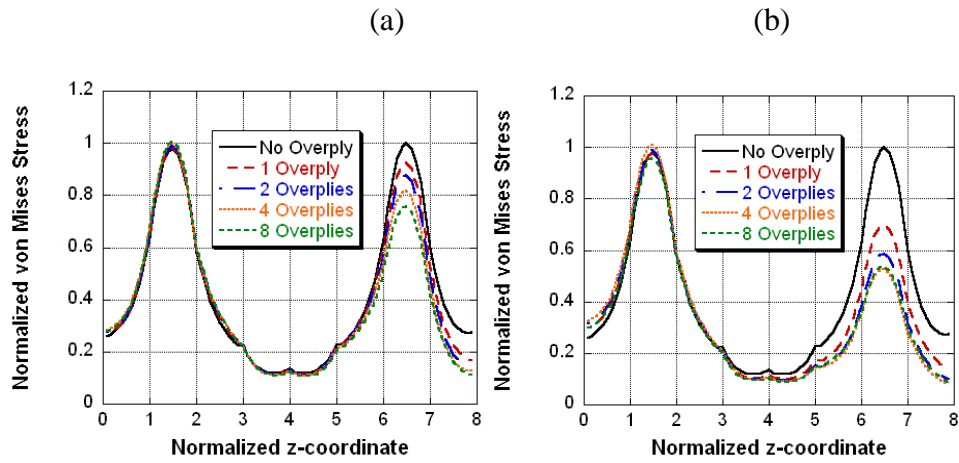 (a)
(b)
Normalized von Mises Stress
1.2
1
0.8
0.6
0.4
0.2
0
No Overply
1 Overply
2 Overplies
4 Overplies
8 Overplies
0 1 2 3 4 5 6 7 8
Normalized z-coordinate
Normalized von Mises Stress
1.2
1
0.8
0.6
0.4
0.2
0
No Overply
1 Overply
2 Overplies
4 Overplies
8 Overplies
0 1 2 3 4 5 6 7 8
Normalized z-coordinate